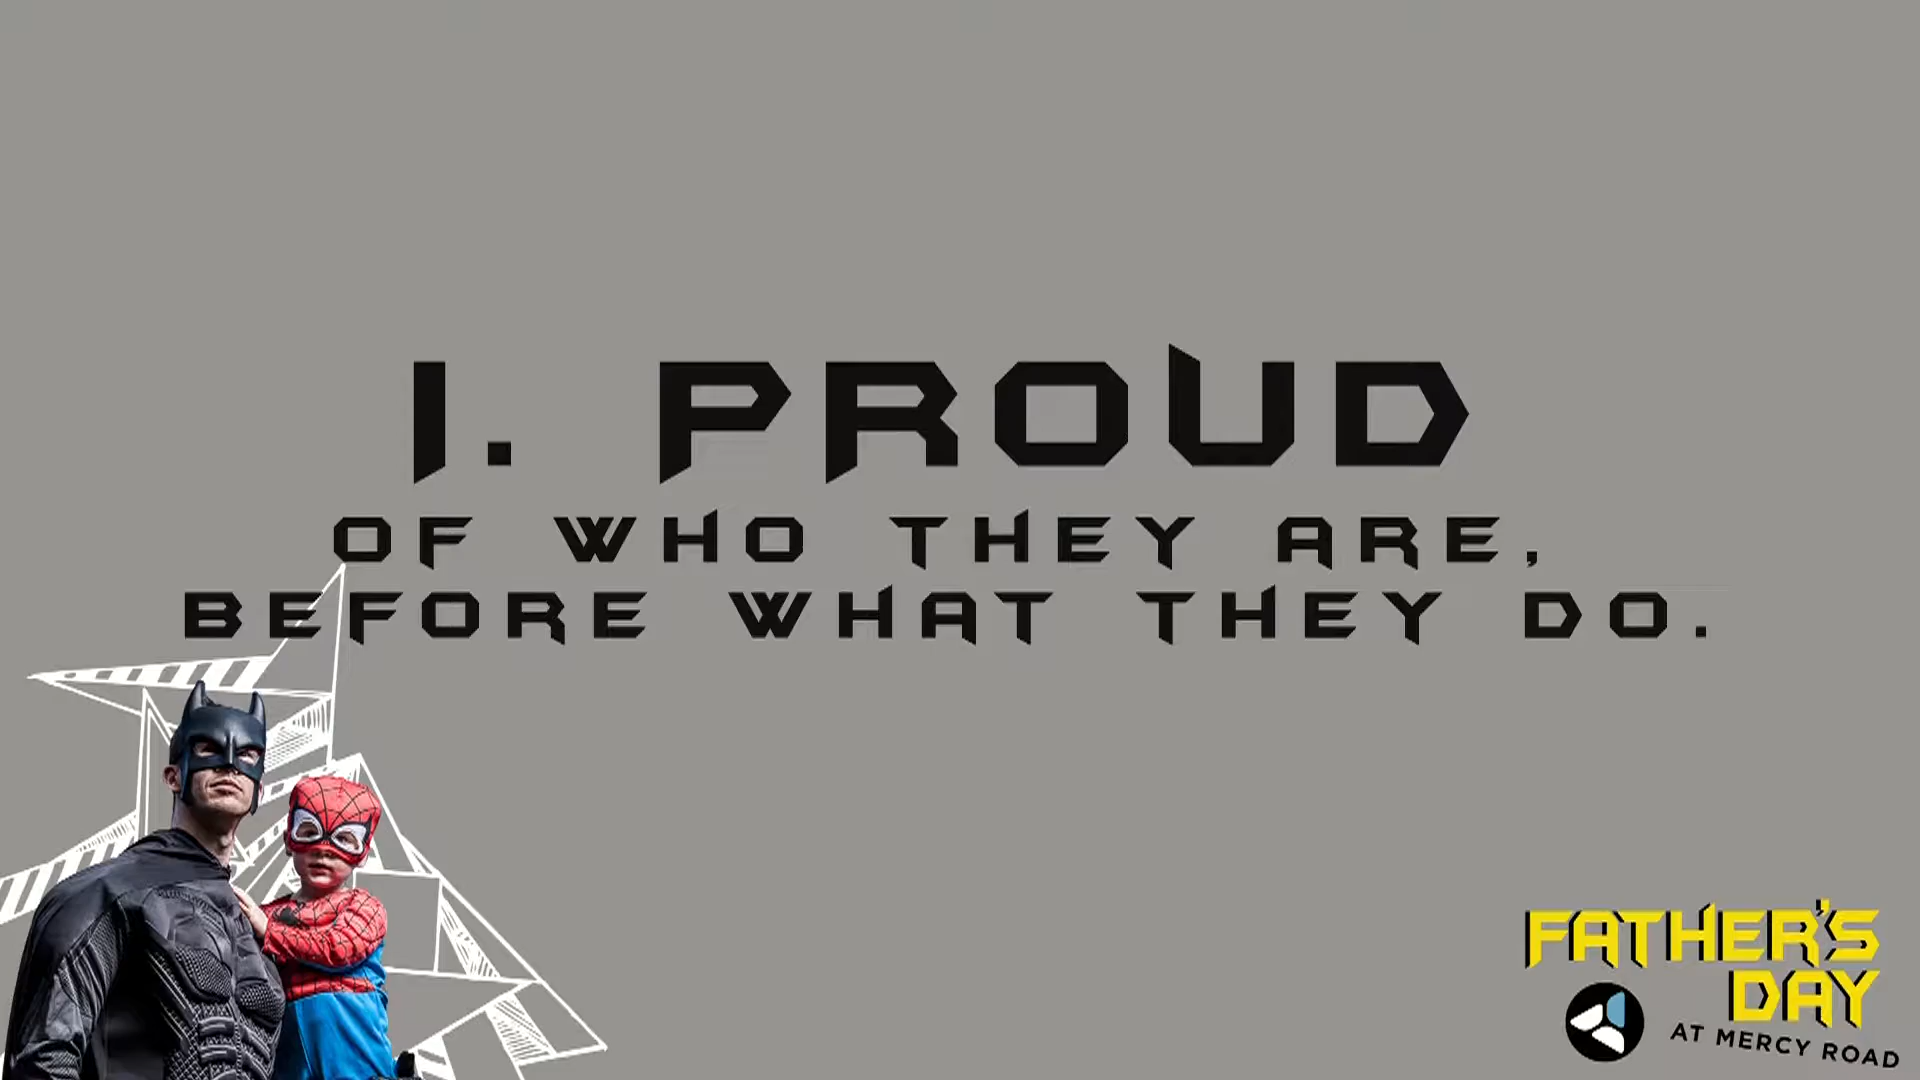 1. PROUD
OF WHO THEY ARE,
BEFORE WHAT THEY DO.
FATHER'S
DAY
AT MERCY ROAD